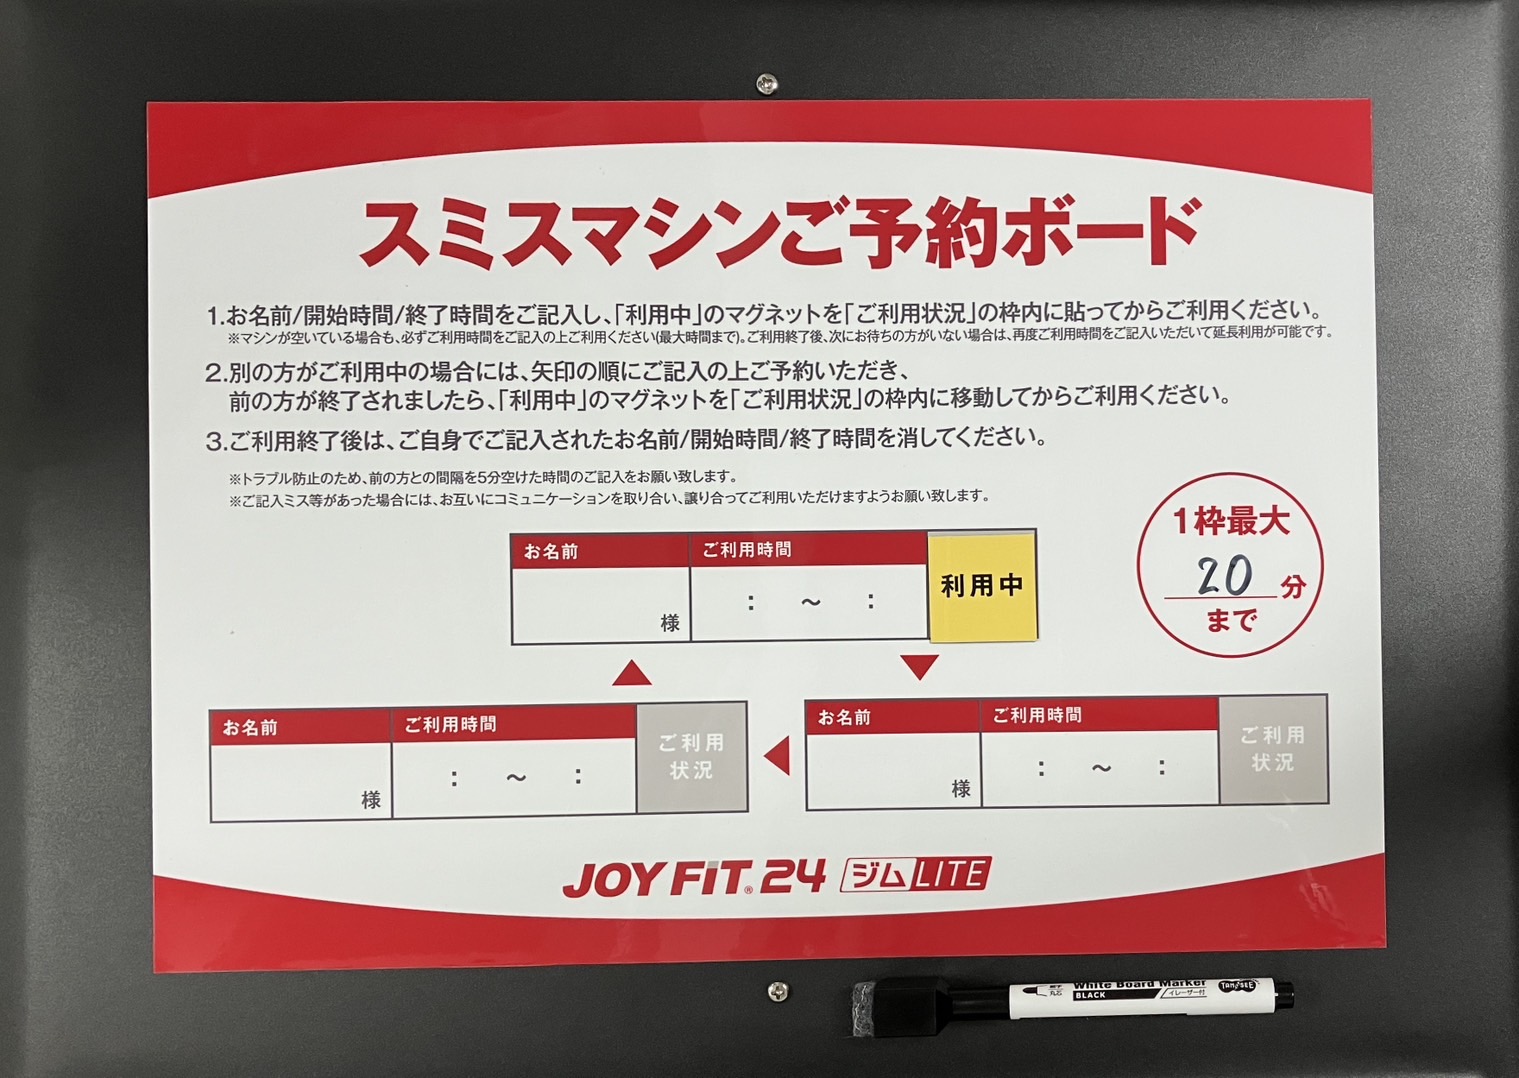 スミスマシンご予約ボード
1.お名前/開始時間/終了時間をご記入し、「利用中」のマグネットを「ご利用状況」の枠内に貼ってからご利用ください。
※マシンが空いている場合も、必ずご利用時間をご記入の上ご利用ください(最大時間まで)。ご利用終了後、次にお待ちの方がいない場合は、再度ご利用時間をご記入いただいて延長利用が可能です。
2.別の方がご利用中の場合には、矢印の順にご記入の上ご予約いただき、
前の方が終了されましたら、「利用中」のマグネットを「ご利用状況」の枠内に移動してからご利用ください。
3.ご利用終了後は、ご自身でご記入されたお名前/開始時間/終了時間を消してください。
※トラブル防止のため、前の方との間隔を5分空けた時間のご記入をお願い致します。
※ご記入ミス等があった場合には、お互いにコミュニケーションを取り合い、譲り合ってご利用いただけますようお願い致します。
1枠最大
20分
まで
お名前 ご利用時間
利用中
様 : ～ :
お名前 ご利用時間
ご利用
状況
様 : ～ :
お名前 ご利用時間
ご利用
状況
様 : ～ :
JOYFIT®24 ジムLITE
White Board Marker
BLACK イレーザー付
丸芯
TANOSEE